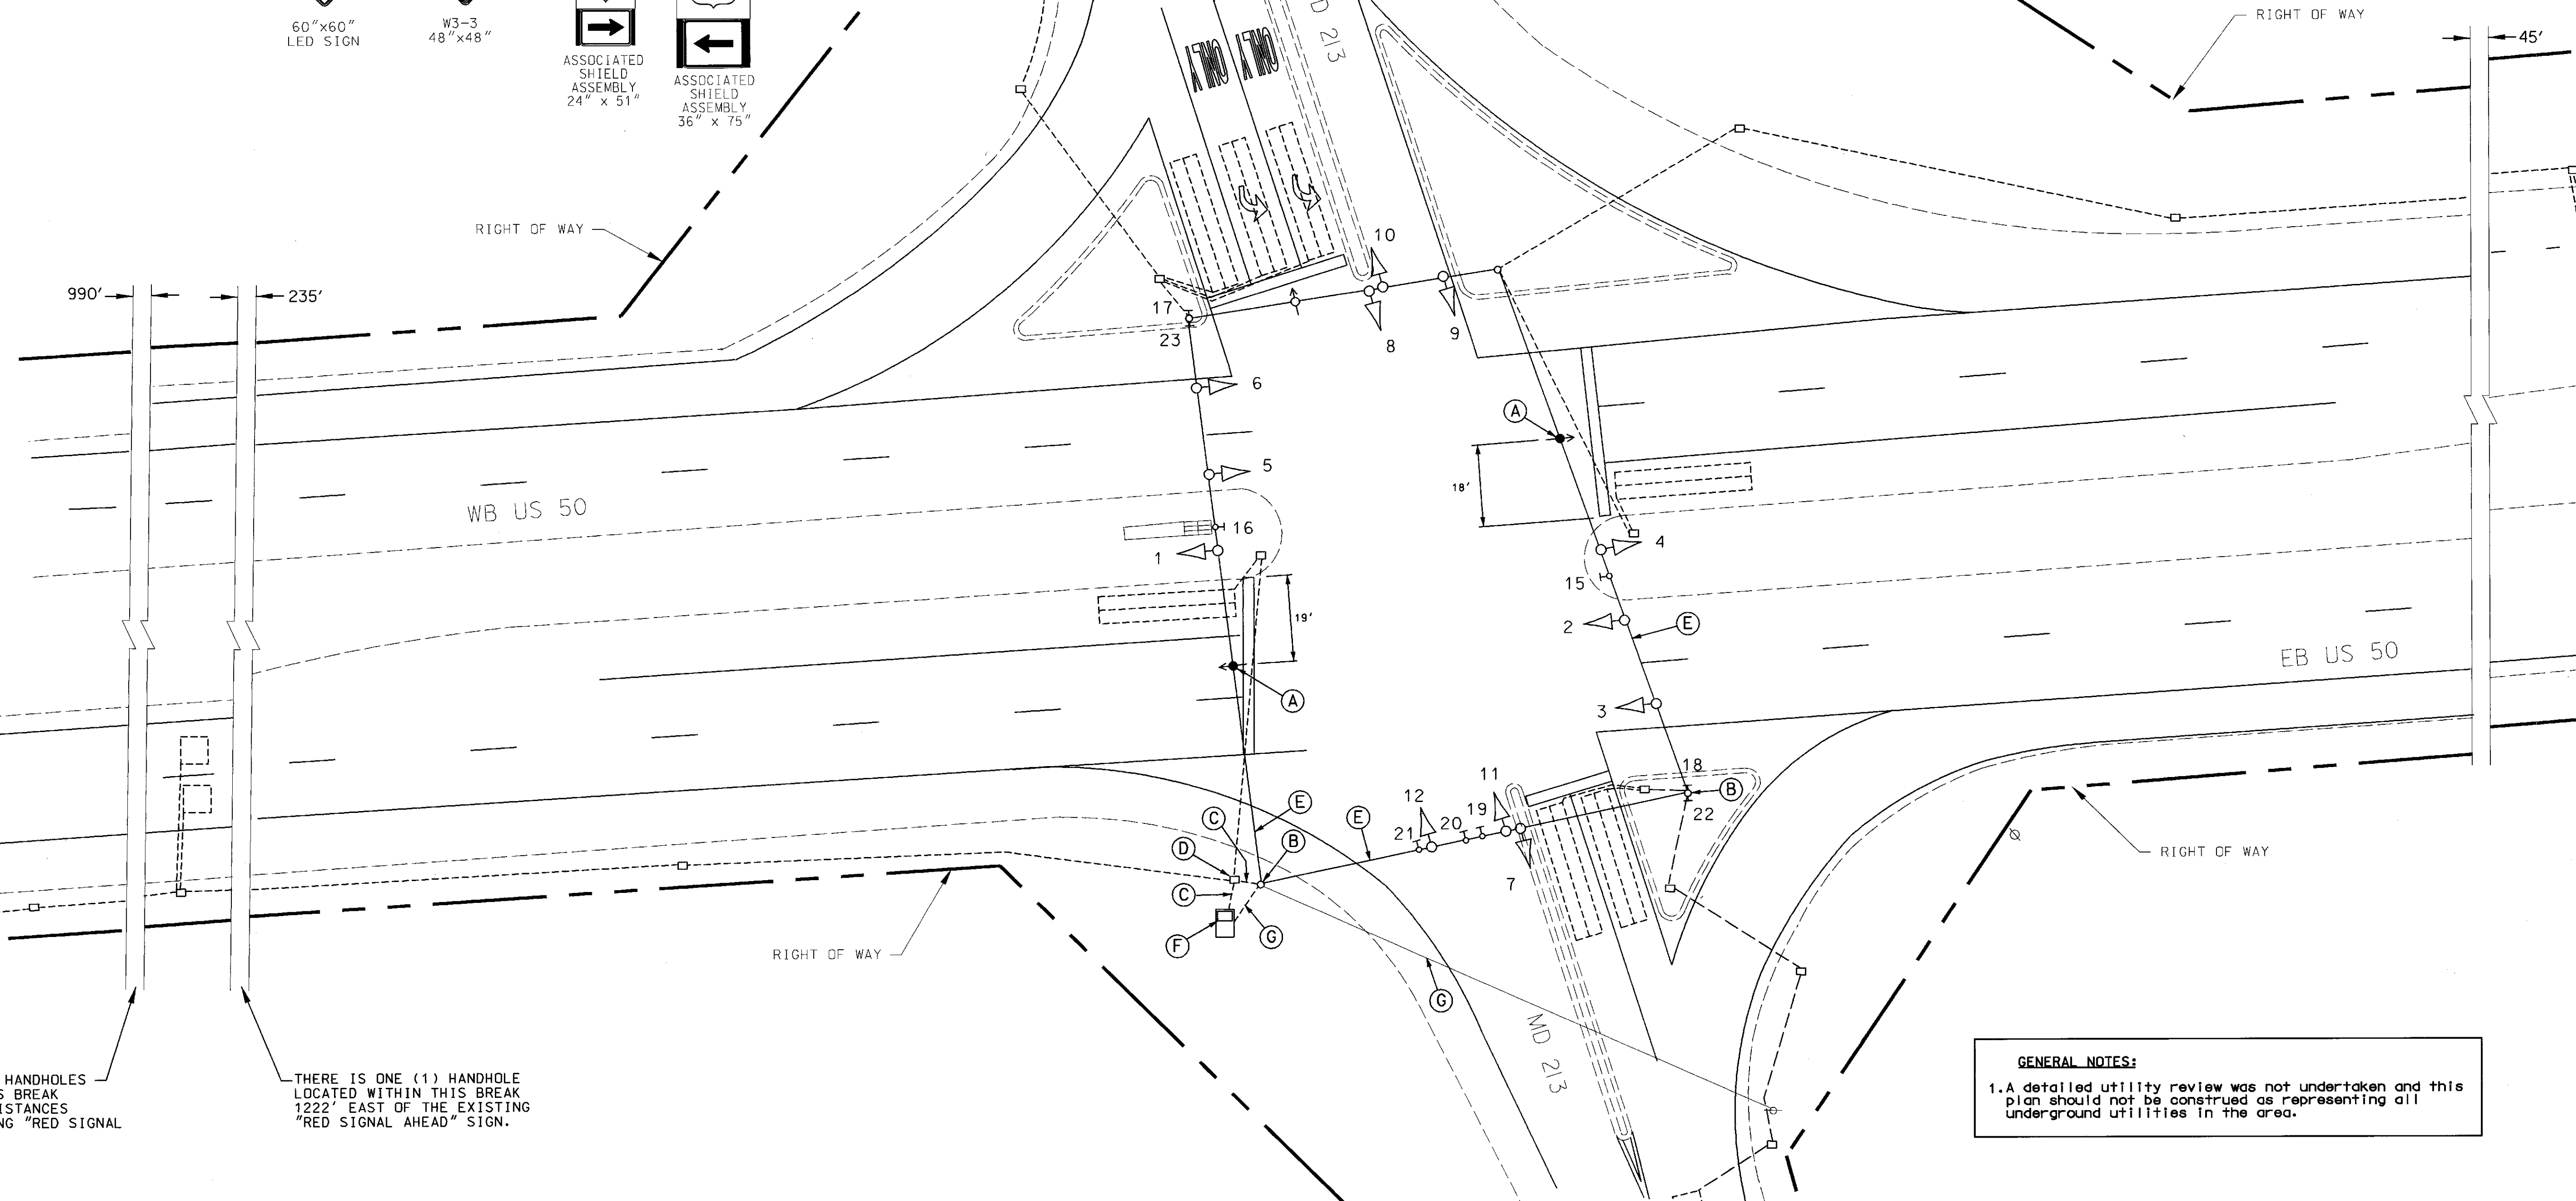 60"x60"
LED SIGN
W3-3
48"x48"
ASSOCIATED
SHIELD
ASSEMBLY
24" x 51"
ASSOCIATED
SHIELD
ASSEMBLY
36" x 75"
ONLY
ONLY
D 213
RIGHT OF WAY
45'
RIGHT OF WAY
990'
235'
10
17
23
8
9
6
A
5
18'
WB US 50
16
1
4
15
2
E
19'
EB US 50
A
3
18
B
22
11
12
19
20
21
E
E
C
B
D
C
7
RIGHT OF WAY
F
G
RIGHT OF WAY
G
MD 213
HANDHOLES
S BREAK
ISTANCES
NG "RED SIGNAL
THERE IS ONE (1) HANDHOLE
LOCATED WITHIN THIS BREAK
1222' EAST OF THE EXISTING
"RED SIGNAL AHEAD" SIGN.
GENERAL NOTES:
1. A detailed utility review was not undertaken and this
plan should not be construed as representing all
underground utilities in the area.